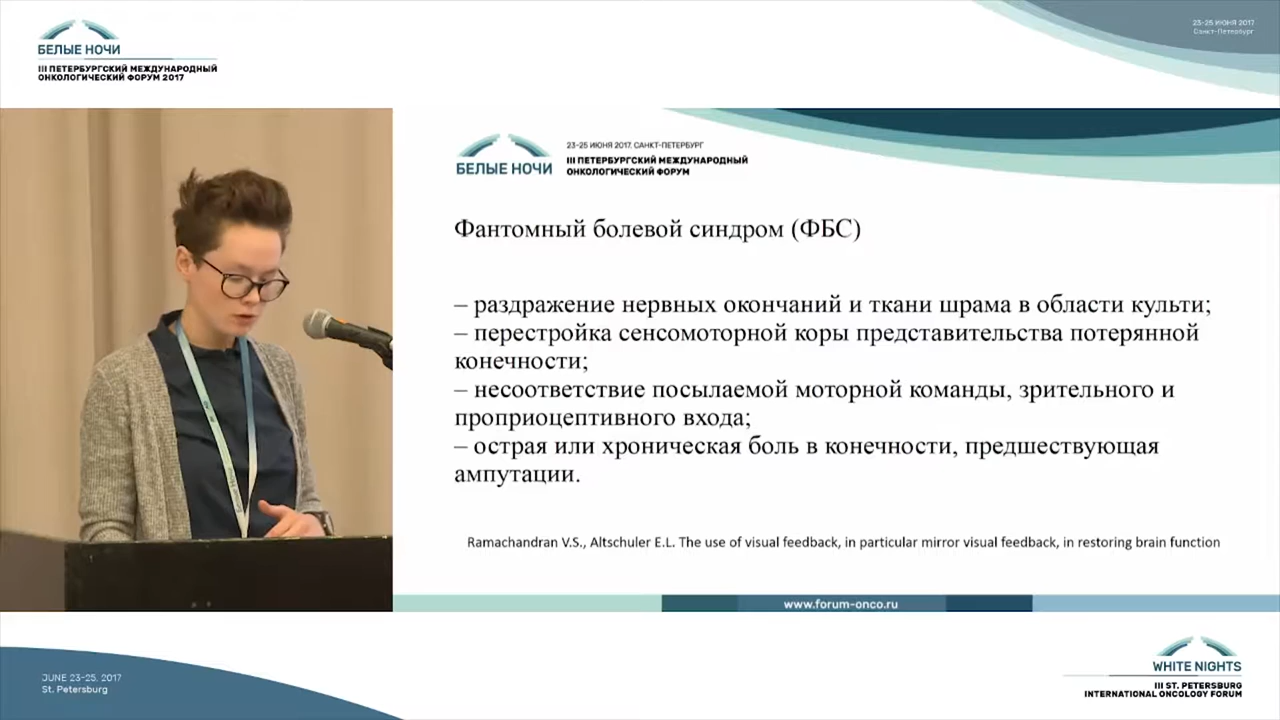 БЕЛЫЕ НОЧИ
III ПЕТЕРБУРГСКИЙ МЕЖДУНАРОДНЫЙ
ОНКОЛОГИЧЕСКИЙ ФОРУМ 2017
23-25 ИЮНЯ 2017
Санкт-Петербург
БЕЛЫЕ НОЧИ
23-25 ИЮНЯ 2017, САНКТ-ПЕТЕРБУРГ
III ПЕТЕРБУРГСКИЙ МЕЖДУНАРОДНЫЙ
ОНКОЛОГИЧЕСКИЙ ФОРУМ
Фантомный болевой синдром (ФБС)
– раздражение нервных окончаний и ткани шрама в области культи;
– перестройка сенсомоторной коры представительства потерянной
конечности;
– несоответствие посылаемой моторной команды, зрительного и
проприоцептивного входа;
– острая или хроническая боль в конечности, предшествующая
ампутации.
Ramachandran V.S., Altschuler E.L. The use of visual feedback, in particular mirror visual feedback, in restoring brain function
www.forum-onco.ru
JUNE 23-25, 2017
St. Petersburg
WHITE NIGHTS
III ST. PETERSBURG
INTERNATIONAL ONCOLOGY FORUM